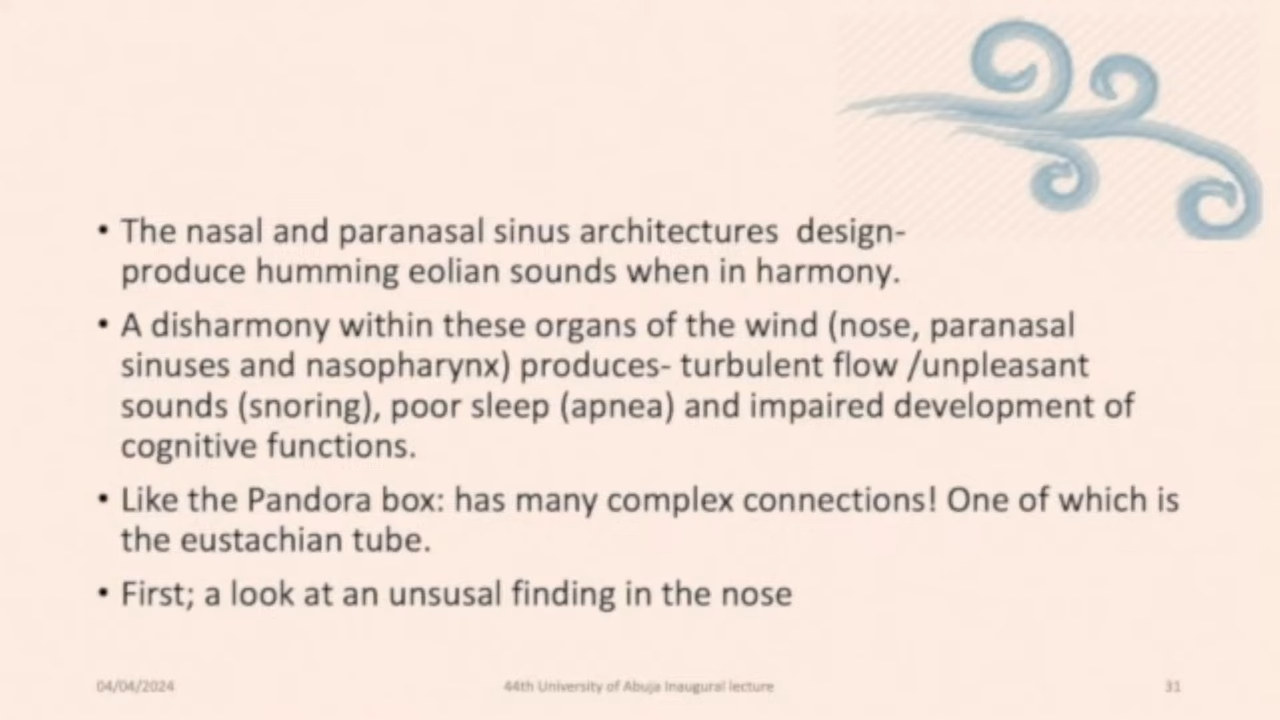 • The nasal and paranasal sinus architectures  design-
produce humming eolian sounds when in harmony.
• A disharmony within these organs of the wind (nose, paranasal
sinuses and nasopharynx) produces- turbulent flow /unpleasant
sounds (snoring), poor sleep (apnea) and impaired development of
cognitive functions.
• Like the Pandora box: has many complex connections! One of which is
the eustachian tube.
• First; a look at an unsusal finding in the nose
04/04/2024 44th University of Abuja Inaugural lecture 31